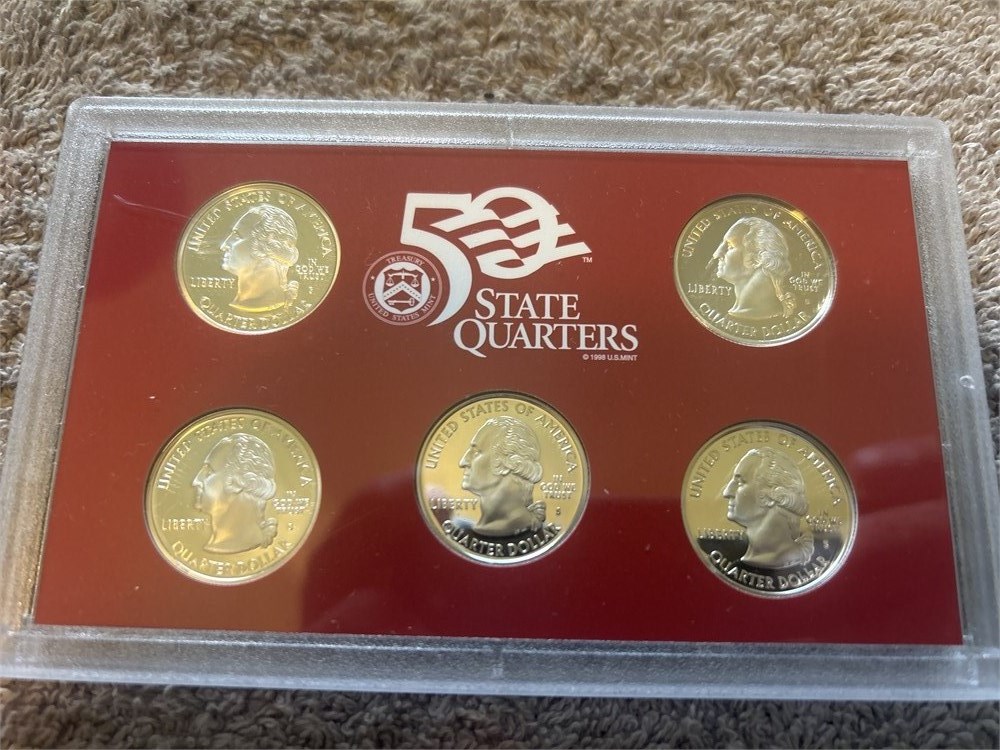 UNITED STATES OF AMERICA
LIBERTY
IN
GOD WE
TRUST
S
QUARTER DOLLAR
50
™
TREASURY
UNITED STATES MINT
STATE
QUARTERS
© 1998 U.S.MINT
UNITED STATES OF AMERICA
LIBERTY
IN
GOD WE
TRUST
S
QUARTER DOLLAR
UNITED STATES OF AMERICA
LIBERTY
IN
GOD WE
TRUST
S
QUARTER DOLLAR
UNITED STATES OF AMERICA
LIBERTY
IN
GOD WE
TRUST
S
QUARTER DOLLAR
UNITED STATES OF AMERICA
LIBERTY
IN
GOD WE
TRUST
S
QUARTER DOLLAR